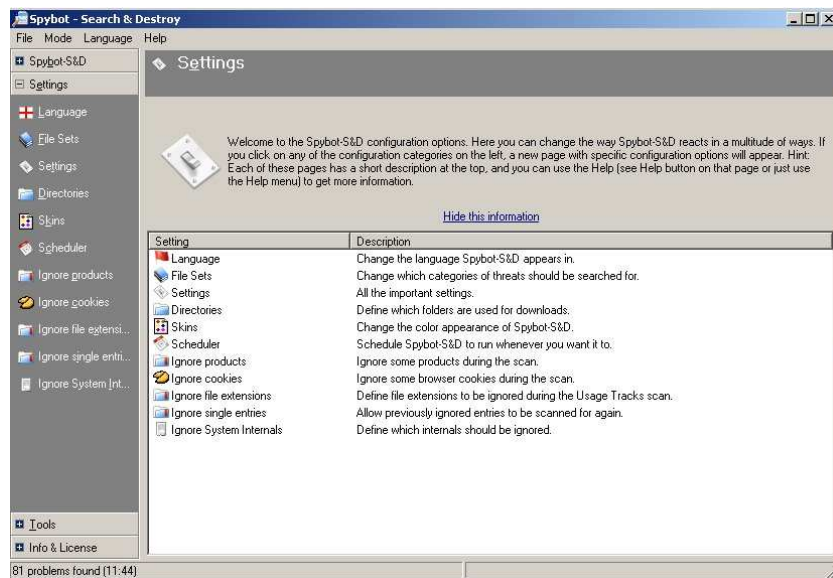 Spybot - Search & Destroy
File Mode Language Help
Spybot-S&D
Settings
Settings
Language
File Sets
Settings
Directories
Skins
Scheduler
Ignore products
Ignore cookies
Ignore file extensi...
Ignore single entri...
Ignore System Int...
Tools
Info & License
Welcome to the Spybot-S&D configuration options. Here you can change the way Spybot-S&D reacts in a multitude of ways. If
you click on any of the configuration categories on the left, a new page with specific configuration options will appear. Hint:
Each of these pages has a short description at the top, and you can use the Help (see Help button on that page or just use
the Help menu) to get more information.
Hide this information
Setting Description
Language Change the language Spybot-S&D appears in.
File Sets Change which categories of threats should be searched for.
Settings All the important settings.
Directories Define which folders are used for downloads.
Skins Change the color appearance of Spybot-S&D.
Scheduler Schedule Spybot-S&D to run whenever you want it to.
Ignore products Ignore some products during the scan.
Ignore cookies Ignore some browser cookies during the scan.
Ignore file extensions Define file extensions to be ignored during the Usage Tracks scan.
Ignore single entries Allow previously ignored entries to be scanned for again.
Ignore System Internals Define which internals should be ignored.
81 problems found (11:44)